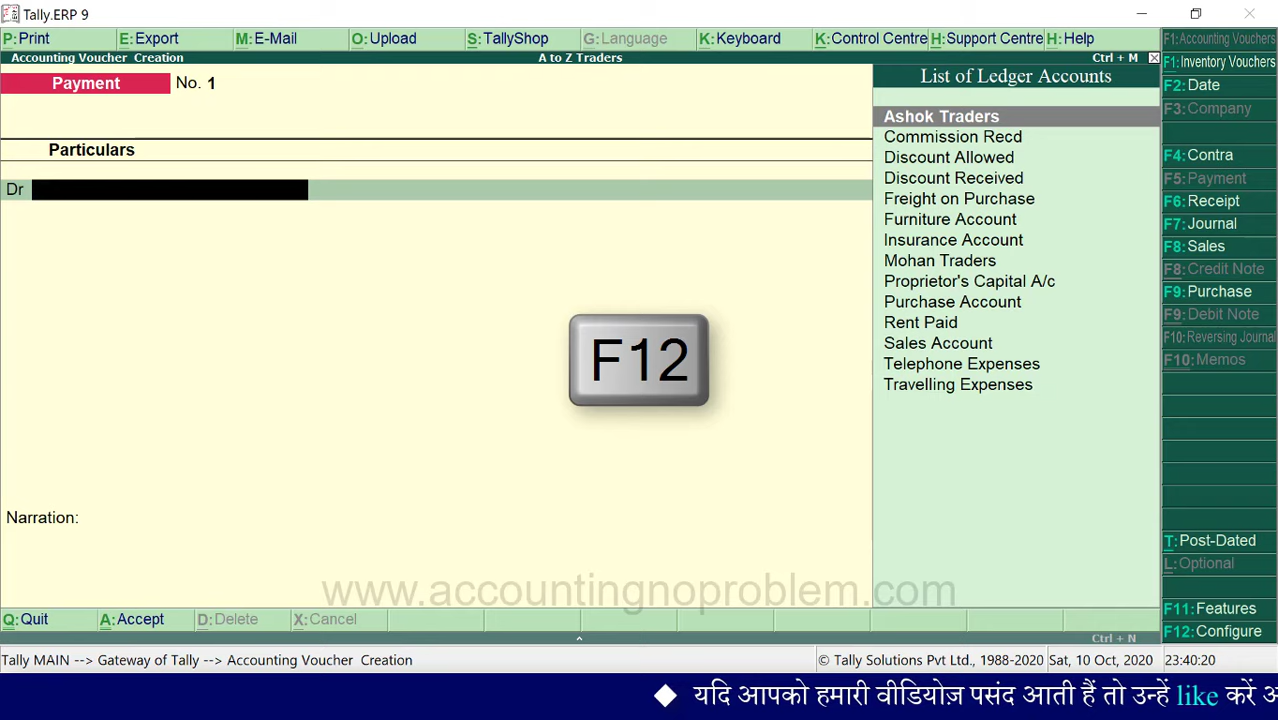 Tally.ERP 9
P: Print E: Export M: E-Mail O: Upload S: TallyShop G: Language K: Keyboard K: Control Centre H: Support Centre H: Help
Accounting Voucher Creation A to Z Traders Ctrl + M
Payment No. 1
Particulars
Dr
Narration:
List of Ledger Accounts
Ashok Traders
Commission Recd
Discount Allowed
Discount Received
Freight on Purchase
Furniture Account
Insurance Account
Mohan Traders
Proprietor's Capital A/c
Purchase Account
Rent Paid
Sales Account
Telephone Expenses
Travelling Expenses
F12
F1: Accounting Vouchers
F1: Inventory Vouchers
F2: Date
F3: Company
F4: Contra
F5: Payment
F6: Receipt
F7: Journal
F8: Sales
F8: Credit Note
F9: Purchase
F9: Debit Note
F10: Reversing Journal
F10: Memos
T: Post-Dated
L: Optional
F11: Features
F12: Configure
www.accountingnoproblem.com
Q: Quit A: Accept D: Delete X: Cancel
Ctrl + N
Tally MAIN --> Gateway of Tally --> Accounting Voucher Creation © Tally Solutions Pvt Ltd., 1988-2020 Sat, 10 Oct, 2020 23:40:20
◆ यदि आपको हमारी वीडियोज़ पसंद आती हैं तो उन्हें like करें